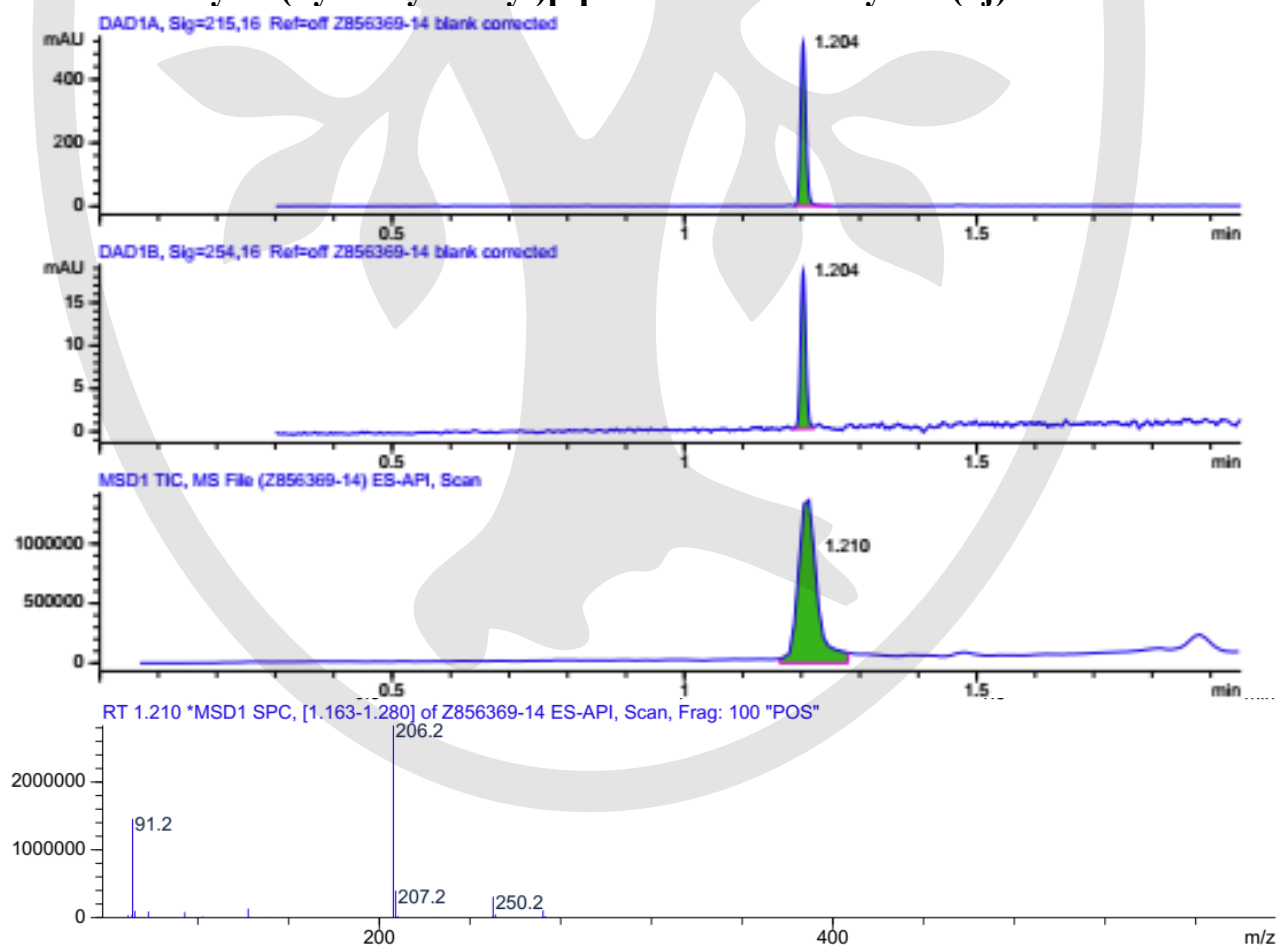 DAD1A, Sig=215,16 Ref=off Z856369-14 blank corrected
mAU
1.204
400
200
0
0.5 1 1.5 min
DAD1B, Sig=254,16 Ref=off Z856369-14 blank corrected
mAU
1.204
15
10
5
0
0.5 1 1.5 min
MSD1 TIC, MS File (Z856369-14) ES-API, Scan
1.210
1000000
500000
0
0.5 1 1.5 min
RT 1.210 *MSD1 SPC, [1.163-1.280] of Z856369-14 ES-API, Scan, Frag: 100 "POS"
206.2
2000000
91.2
1000000
207.2
250.2
0
200 400 m/z